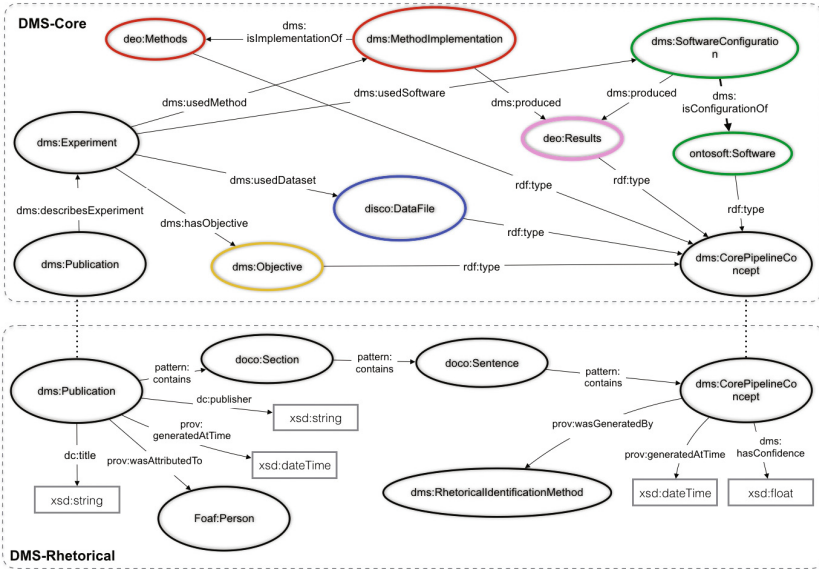 DMS-Core
deo:Methods
dms:
isImplementationOf
dms:MethodImplementation
dms:SoftwareConfiguratio
n
dms:usedMethod
dms:usedSoftware
dms:produced
dms:produced
dms:
isConfigurationOf
dms:Experiment
deo:Results
ontosoft:Software
dms:usedDataset
rdf:type
rdf:type
dms:describesExperiment
dms:hasObjective
disco:DataFile
rdf:type
dms:Publication
dms:Objective
rdf:type
dms:CorePipelineCo
ncept
doco:Section
pattern:
contains
doco:Sentence
dms:Publication
pattern:
contains
pattern:
contains
dms:CorePipelineCo
ncept
dc:publisher
xsd:string
prov:
generatedAtTime
prov:wasGeneratedBy
dc:title
prov:wasAttributedTo
xsd:dateTime
prov:generatedAtTime
dms:
hasConfidence
xsd:string
Foaf:Person
dms:RhetoricalIdentificationMethod
xsd:dateTime
xsd:float
DMS-Rhetorical